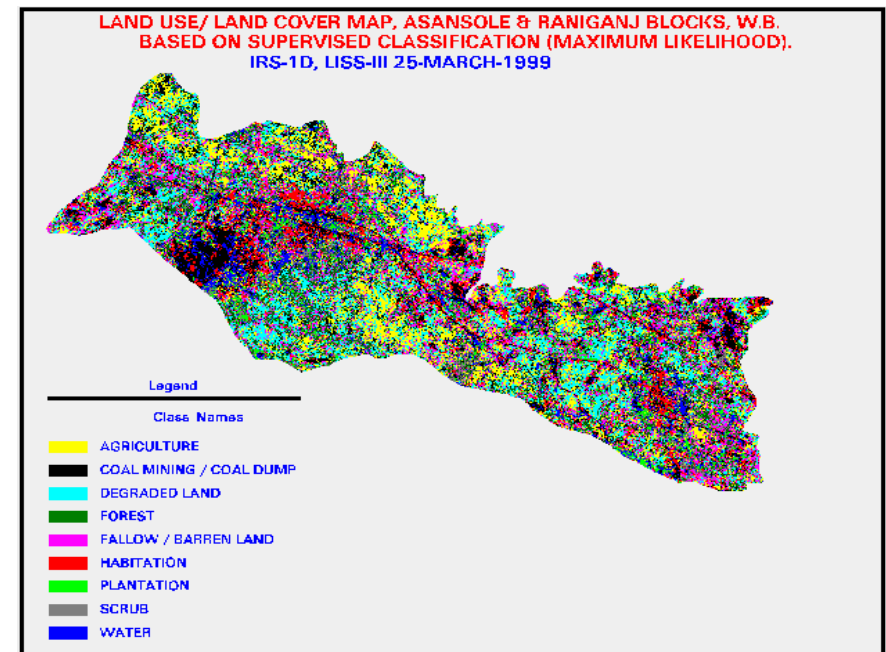 LAND USE/ LAND COVER MAP, ASANSOLE & RANIGANJ BLOCKS, W.B.
BASED ON SUPERVISED CLASSIFICATION (MAXIMUM LIKELIHOOD).
IRS-1D, LISS-III 25-MARCH-1999
Legend
Class Names
AGRICULTURE
COAL MINING / COAL DUMP
DEGRADED LAND
FOREST
FALLOW / BARREN LAND
HABITATION
PLANTATION
SCRUB
WATER